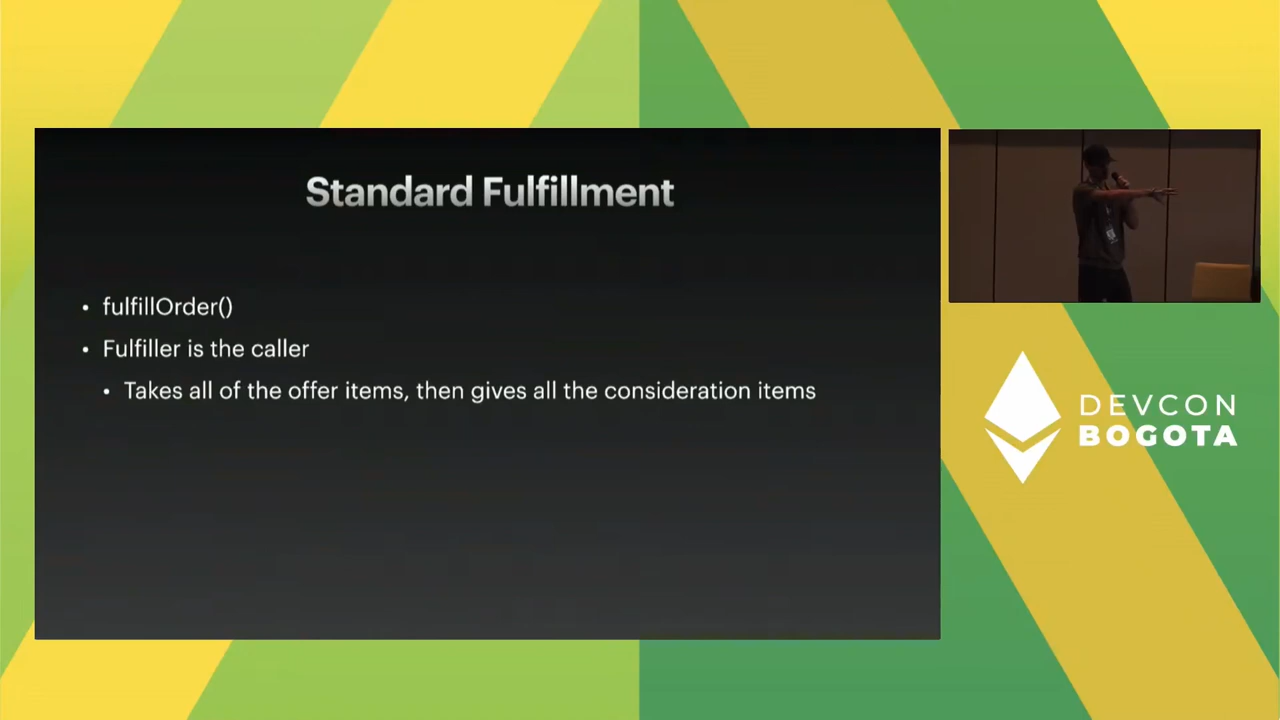 Standard Fulfillment
• fulfillOrder()
• Fulfiller is the caller
• Takes all of the offer items, then gives all the consideration items
DEVCON
BOGOTA